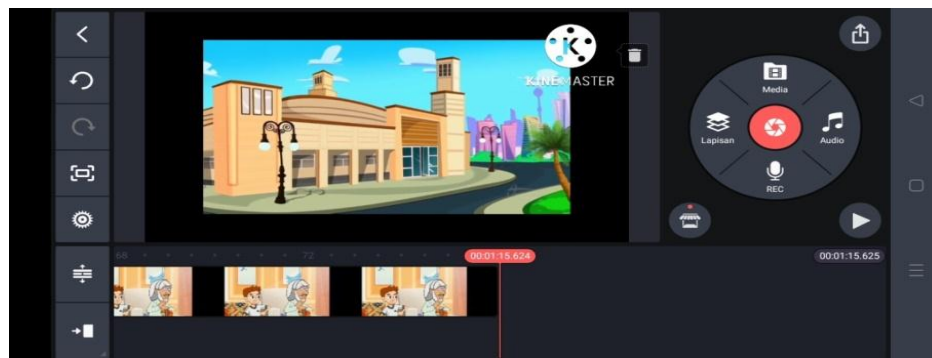 KINEMASTER
Media
Lapisan
Audio
REC
68
72
00:01:15.624
00:01:15.625